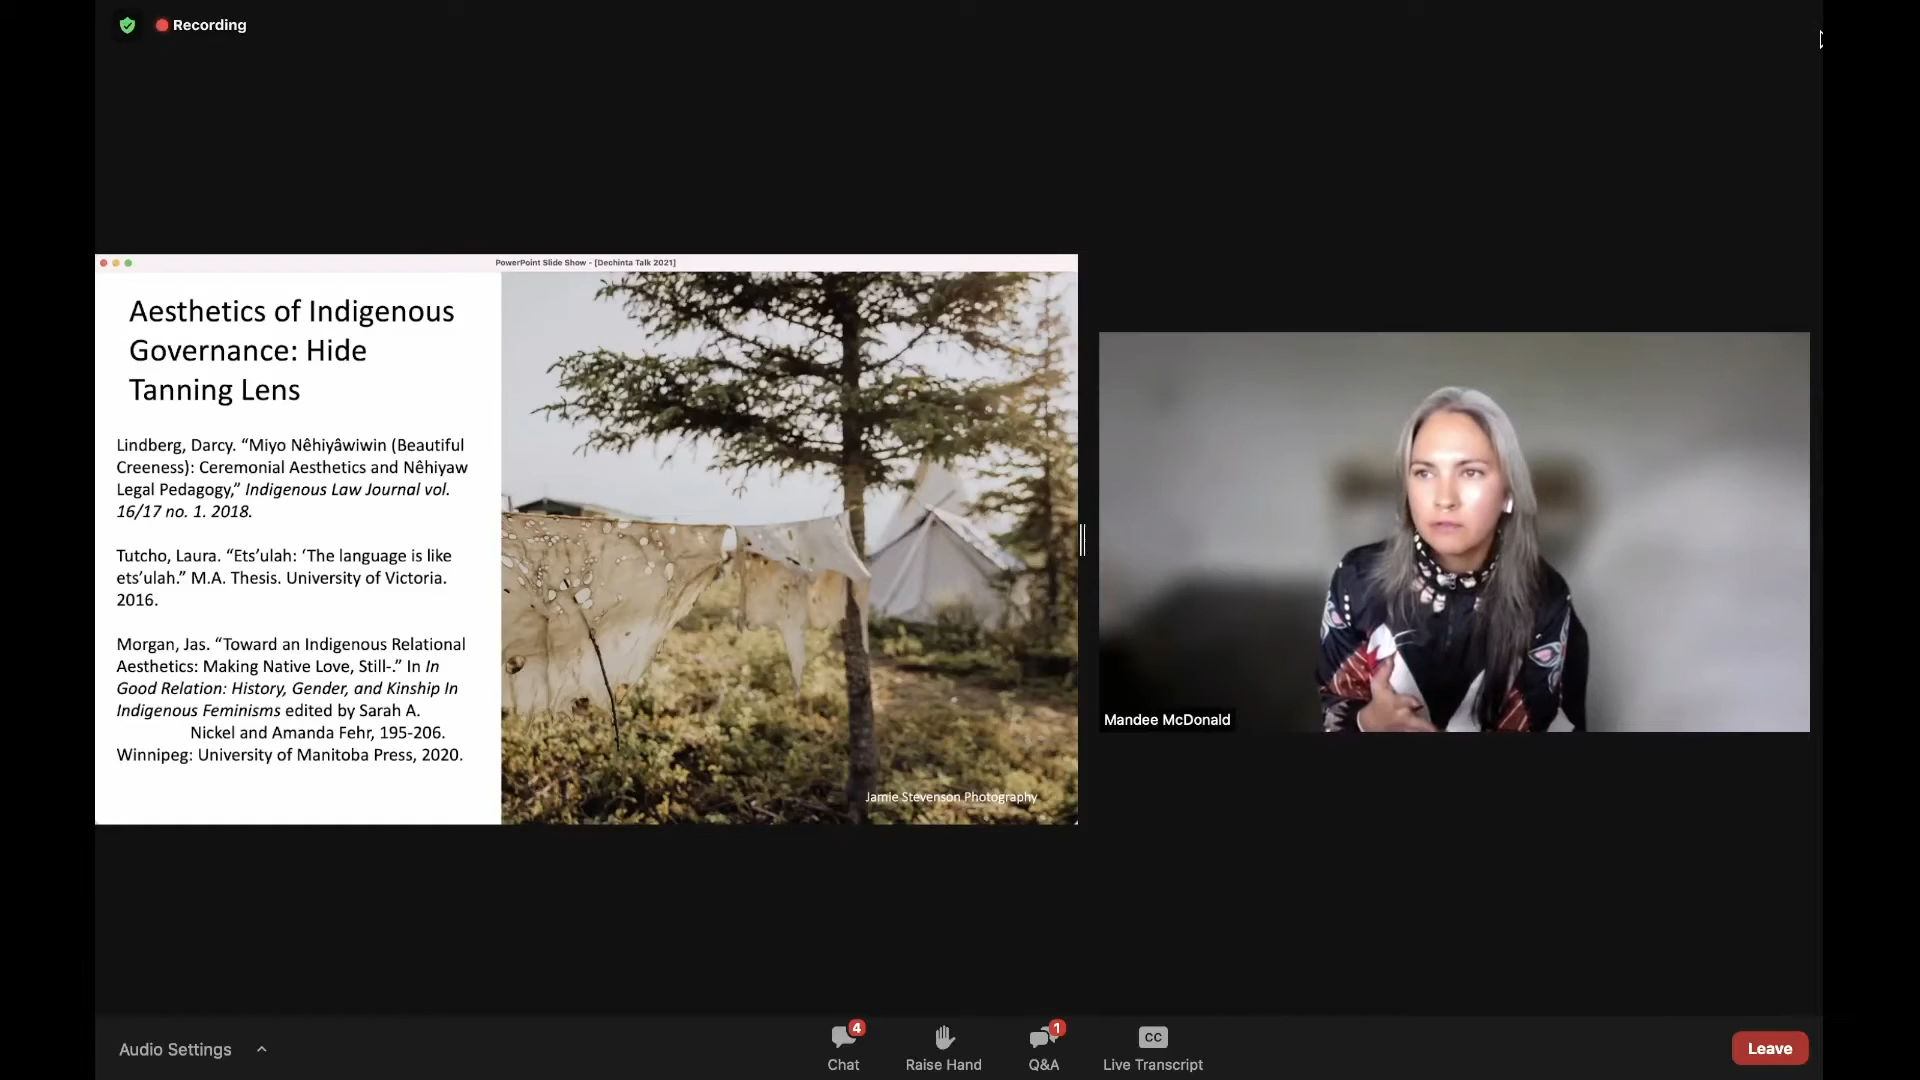 Recording
PowerPoint Slide Show - [Dechinta Talk 2021]
Aesthetics of Indigenous
Governance: Hide
Tanning Lens
Lindberg, Darcy. “Miyo Nêhiyâwiwin (Beautiful
Creeness): Ceremonial Aesthetics and Nêhiyaw
Legal Pedagogy,” Indigenous Law Journal vol.
16/17 no. 1. 2018.
Tutcho, Laura. “Ets’ulah: ‘The language is like
ets’ulah.” M.A. Thesis. University of Victoria.
2016.
Morgan, Jas. “Toward an Indigenous Relational
Aesthetics: Making Native Love, Still-.” In In
Good Relation: History, Gender, and Kinship In
Indigenous Feminisms edited by Sarah A.
Nickel and Amanda Fehr, 195-206.
Winnipeg: University of Manitoba Press, 2020.
Jamie Stevenson Photography
Mandee McDonald
Audio Settings
4
Chat
Raise Hand
1
Q&A
CC
Live Transcript
Leave